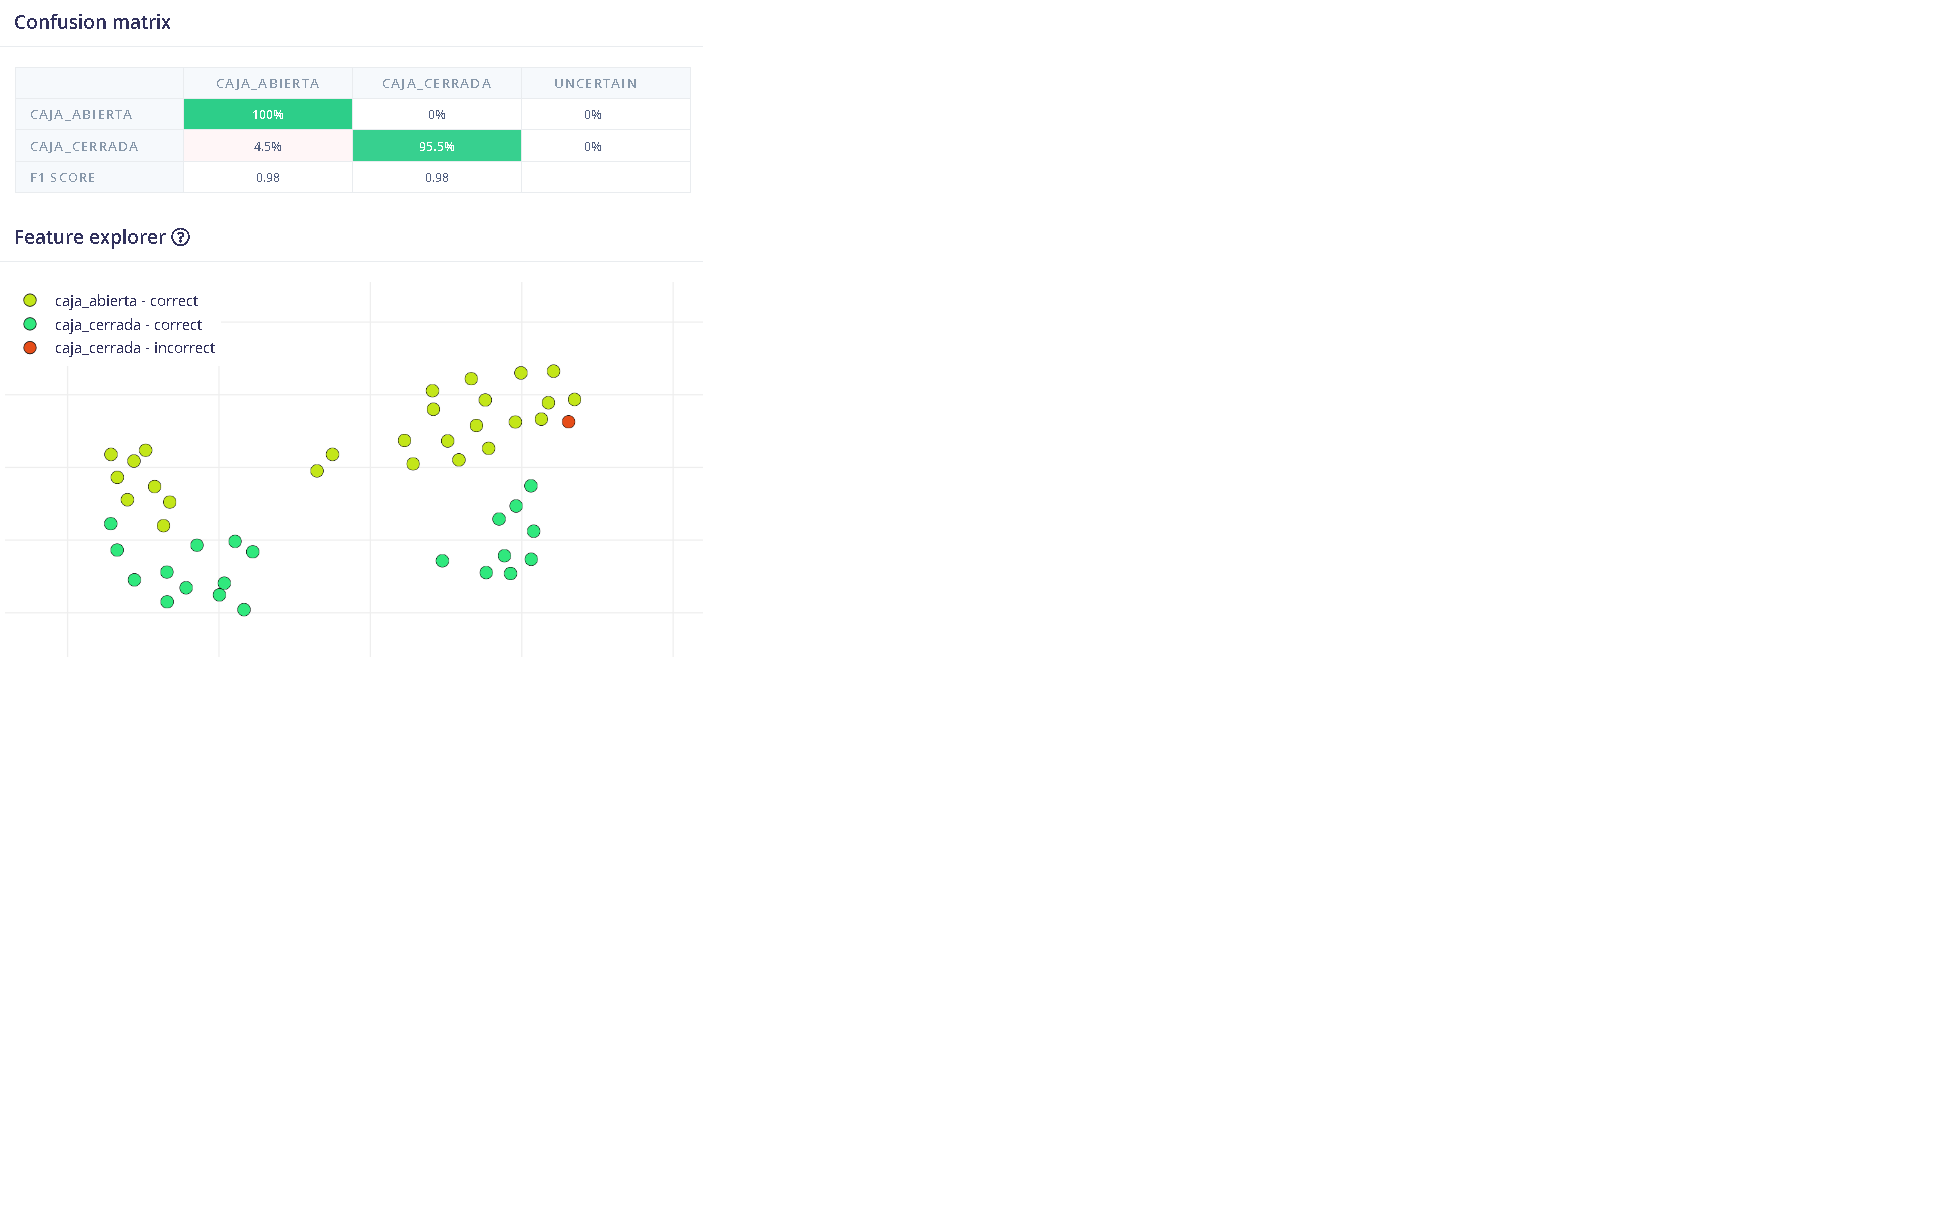 Confusion matrix
CAJA_ABIERTA CAJA_CERRADA UNCERTAIN
CAJA_ABIERTA 100% 0% 0%
CAJA_CERRADA 4.5% 95.5% 0%
F1 SCORE 0.98 0.98
Feature explorer ?
caja_abierta - correct
caja_cerrada - correct
caja_cerrada - incorrect